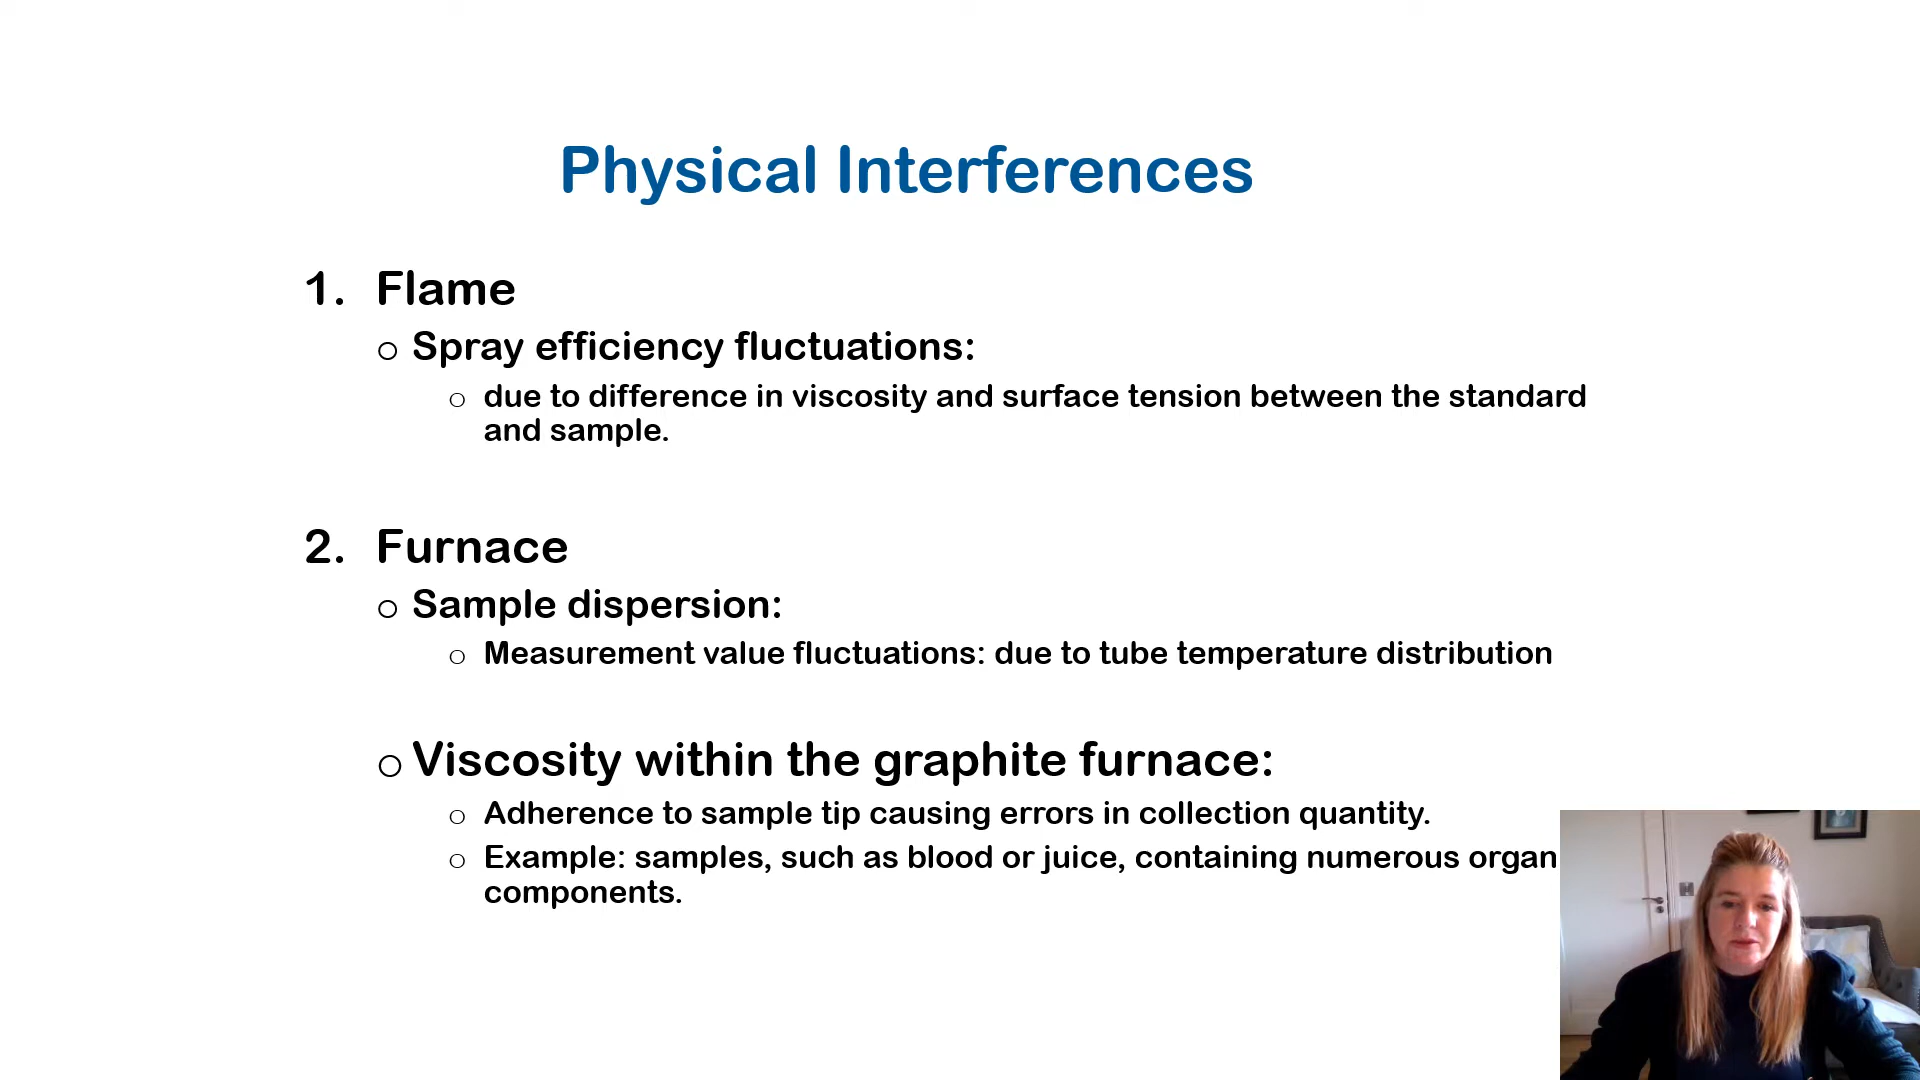 Physical Interferences
1. Flame
o Spray efficiency fluctuations:
o due to difference in viscosity and surface tension between the standard
and sample.
2. Furnace
o Sample dispersion:
o Measurement value fluctuations: due to tube temperature distribution
o Viscosity within the graphite furnace:
o Adherence to sample tip causing errors in collection quantity.
o Example: samples, such as blood or juice, containing numerous organ
components.